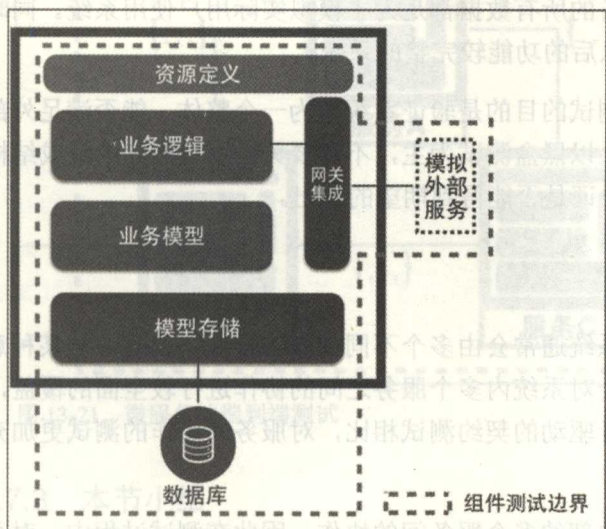 资源定义
业务逻辑
网关
集成
模拟
外部
服务
业务模型
模型存储
数据库
组件测试边界